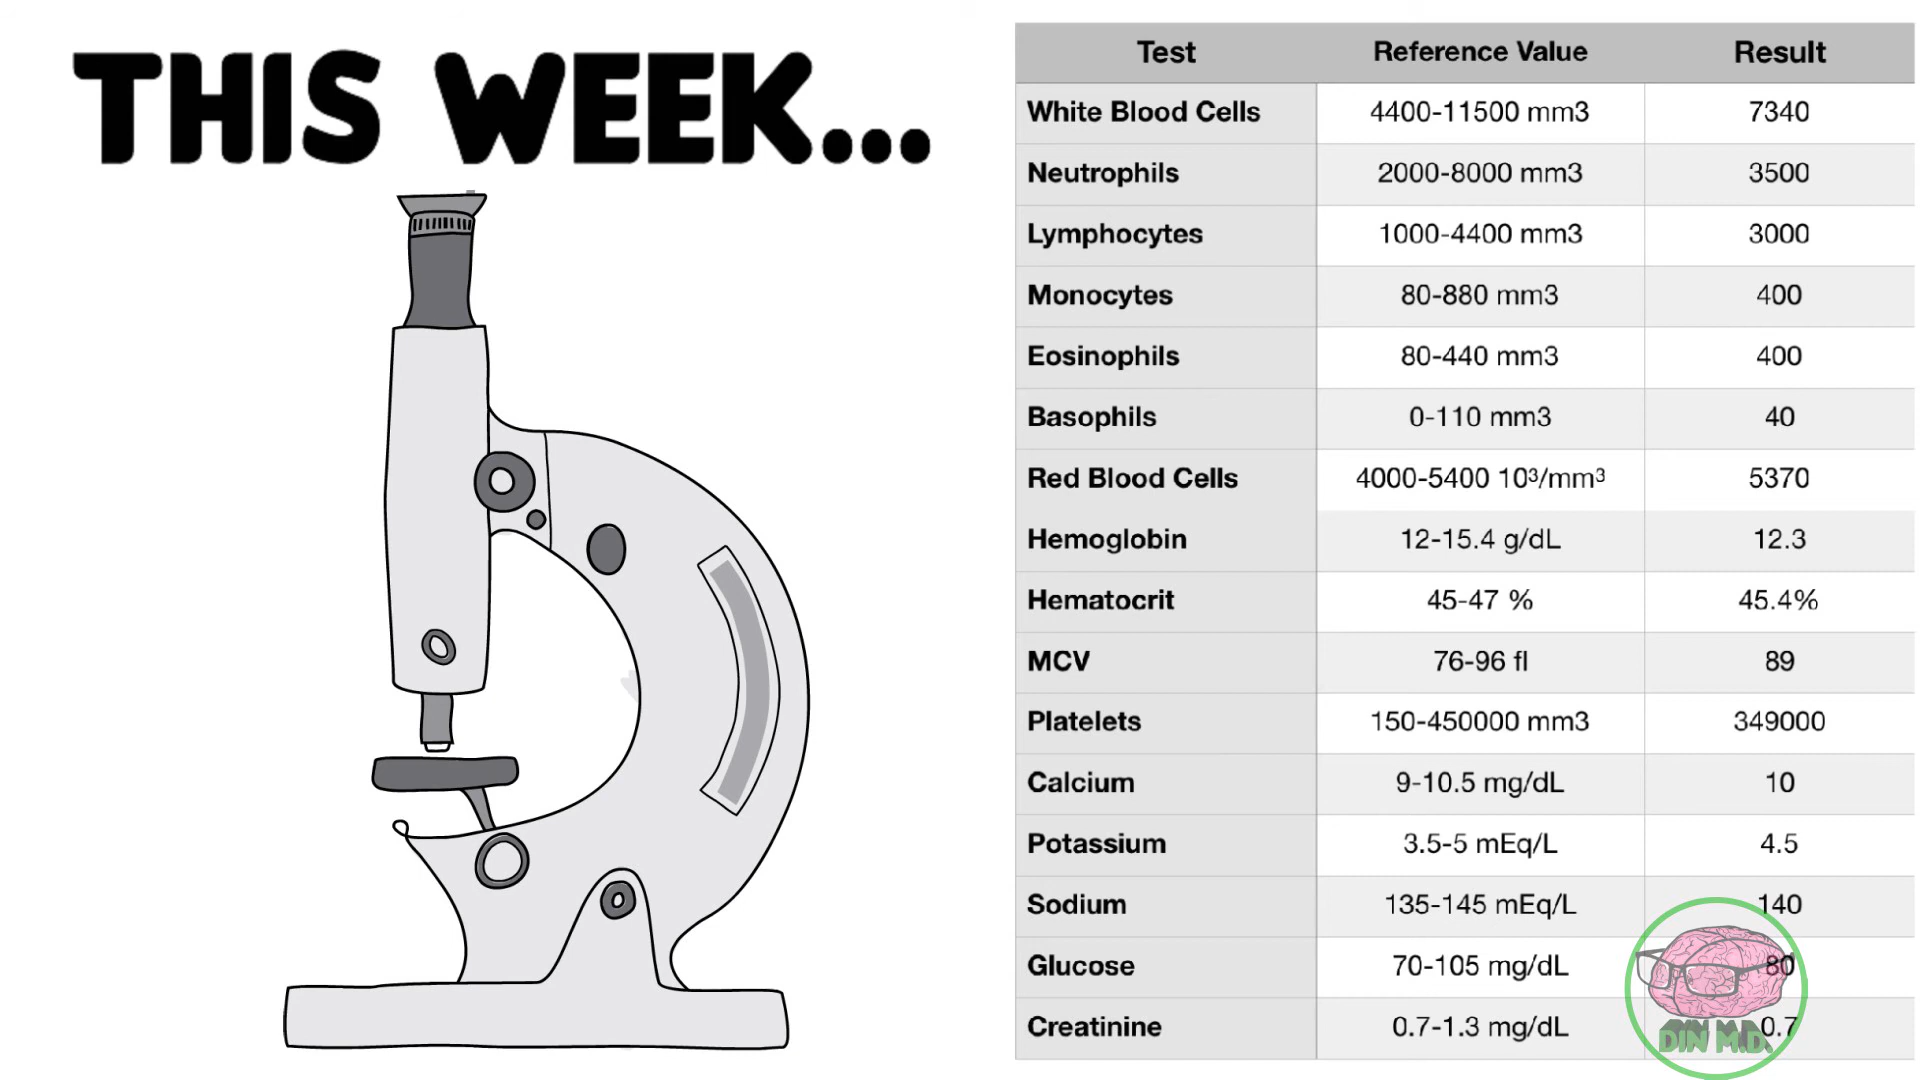 THIS WEEK...
Test Reference Value Result
White Blood Cells 4400-11500 mm3 7340
Neutrophils 2000-8000 mm3 3500
Lymphocytes 1000-4400 mm3 3000
Monocytes 80-880 mm3 400
Eosinophils 80-440 mm3 400
Basophils 0-110 mm3 40
Red Blood Cells 4000-5400 10³/mm³ 5370
Hemoglobin 12-15.4 g/dL 12.3
Hematocrit 45-47 % 45.4%
MCV 76-96 fl 89
Platelets 150-450000 mm3 349000
Calcium 9-10.5 mg/dL 10
Potassium 3.5-5 mEq/L 4.5
Sodium 135-145 mEq/L 140
Glucose 70-105 mg/dL 80
Creatinine 0.7-1.3 mg/dL 0.7
DIN M.D.